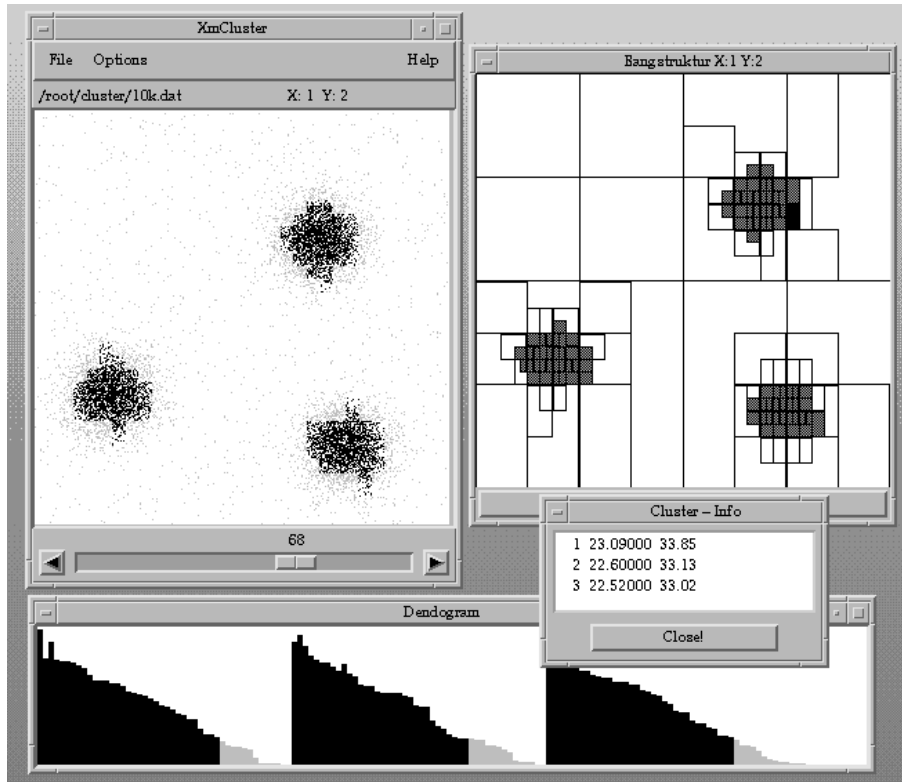 XmCluster
File Options Help
/root/cluster/10k.dat X: 1 Y: 2
68
Bangstruktur X:1 Y:2
Cluster – Info
1 23.09000 33.85
2 22.60000 33.13
3 22.52000 33.02
Close!
Dendogram